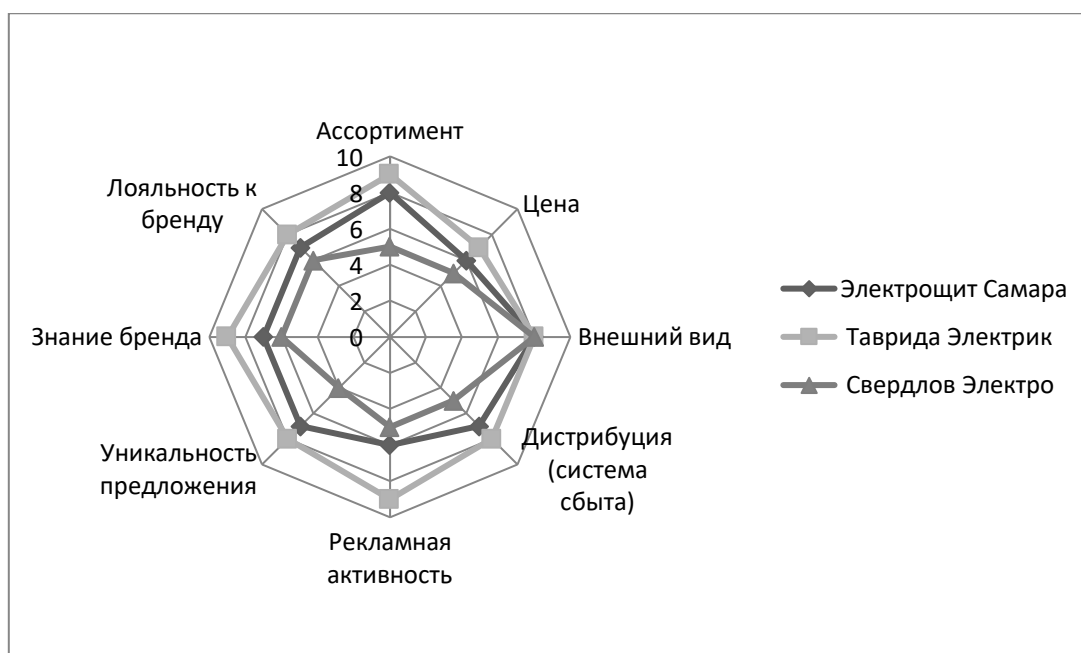 Ассортимент
10
8
6
4
2
0
Цена
Внешний вид
Дистрибуция
(система
сбыта)
Рекламная
активность
Уникальность
предложения
Знание бренда
Лояльность к
бренду
Электрощит Самара
Таврида Электрик
Свердлов Электро